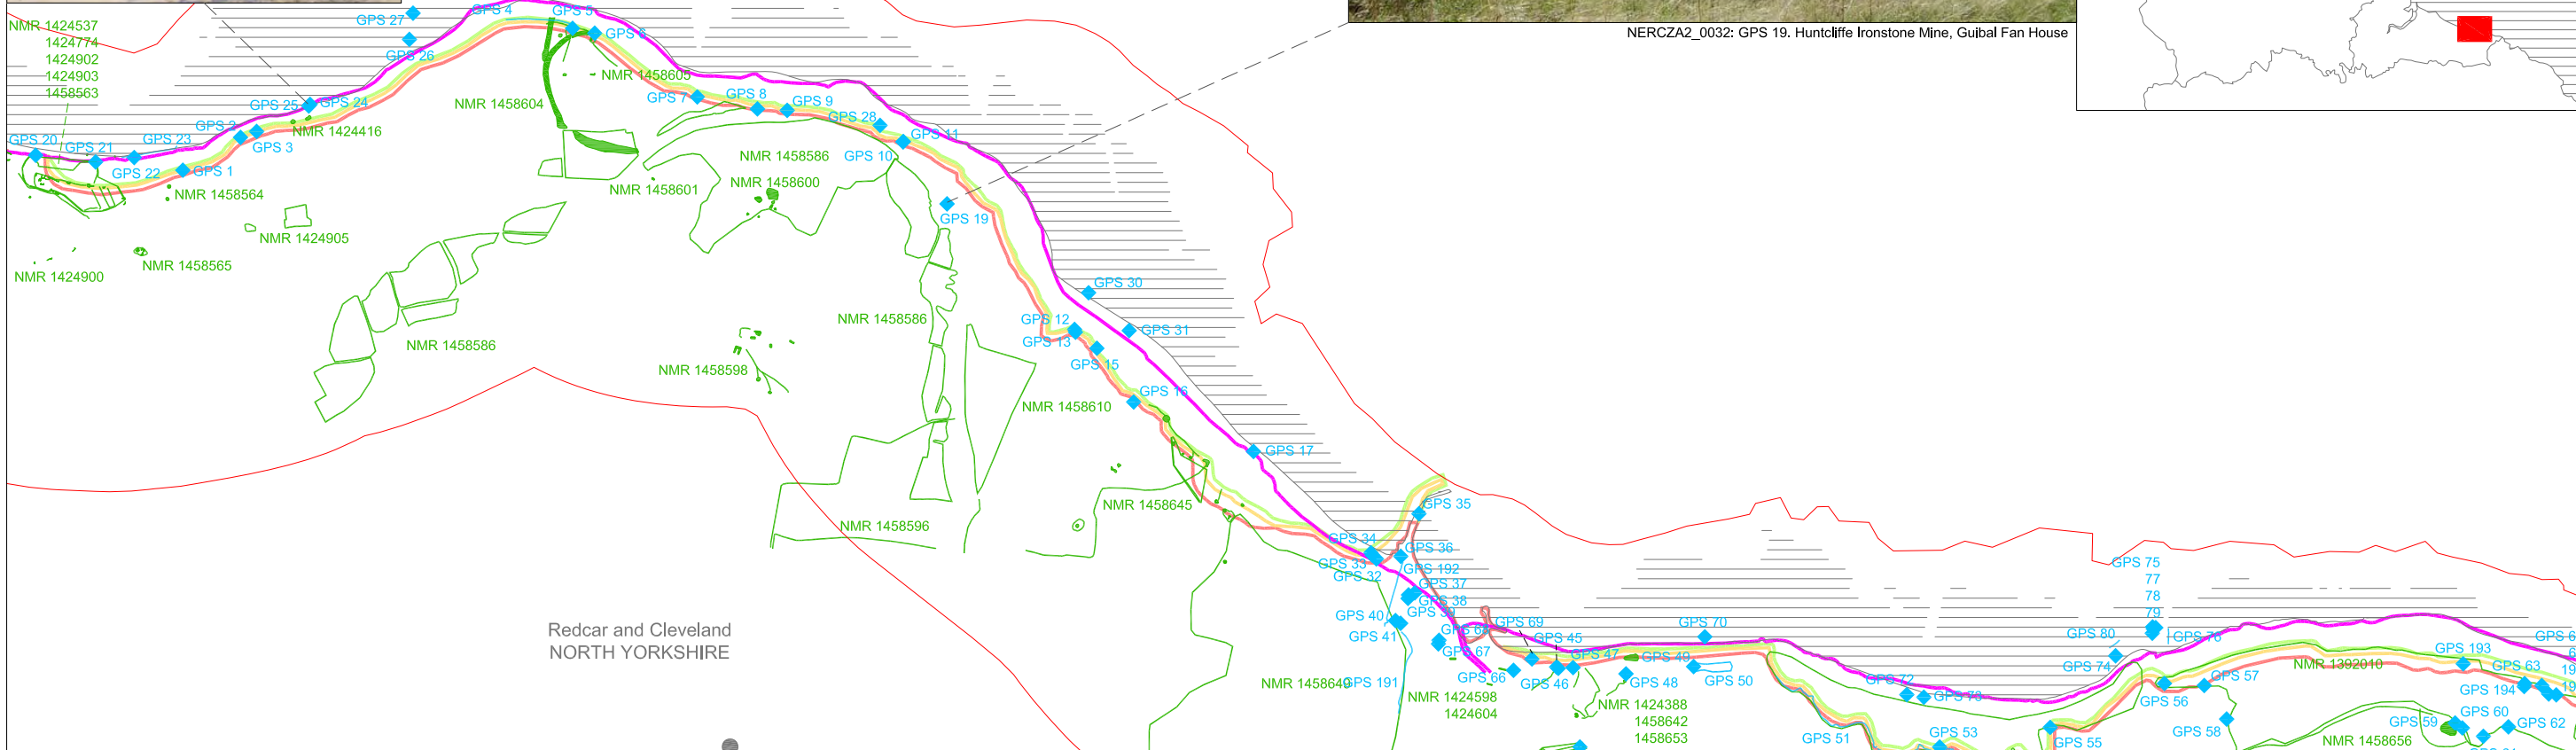 NERCZA2_0032: GPS 19. Huntcliffe Ironstone Mine, Guibal Fan House
NMR 1424537
1424774
1424902
1424903
1458563
GPS 27
GPS 4
GPS 5
GPS 6
GPS 26
NMR 1458605
NMR 1458604
GPS 25
GPS 24
GPS 7
GPS 8
GPS 9
GPS 28
GPS 2
NMR 1424416
GPS 3
GPS 20
GPS 21
GPS 23
GPS 22
GPS 1
GPS 11
GPS 10
NMR 1458586
NMR 1458600
NMR 1458601
NMR 1458564
GPS 19
NMR 1424905
NMR 1458565
NMR 1424900
GPS 30
GPS 12
GPS 31
GPS 13
NMR 1458586
NMR 1458586
GPS 15
NMR 1458598
GPS 16
NMR 1458610
GPS 17
NMR 1458645
NMR 1458596
GPS 35
GPS 34
GPS 36
GPS 33
GPS 192
GPS 32
GPS 37
GPS 38
GPS 39
GPS 40
GPS 41
GPS 67
GPS 69
GPS 45
GPS 70
GPS 47
GPS 49
GPS 66
GPS 46
GPS 48
GPS 50
NMR 1458649
GPS 191
NMR 1424598
1424604
NMR 1424388
1458642
1458653
GPS 75
77
78
79
GPS 80
GPS 76
GPS 74
GPS 72
GPS 73
GPS 57
GPS 56
NMR 1392010
GPS 193
GPS 63
GPS 194
GPS 51
GPS 53
GPS 55
GPS 58
GPS 59
GPS 60
GPS 62
NMR 1458656
Redcar and Cleveland
NORTH YORKSHIRE